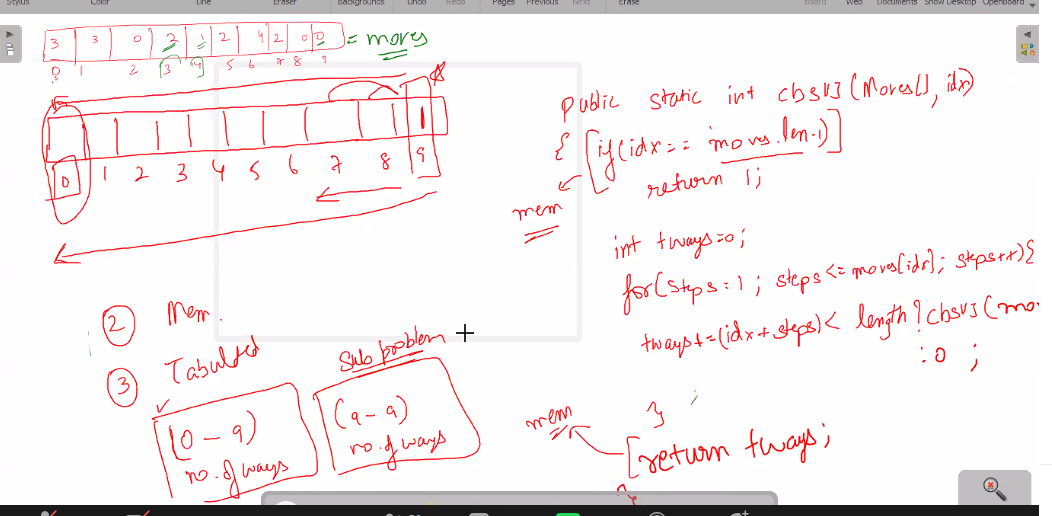 Stylus Color Line Eraser Backgrounds Undo Redo Pages Previous Next Erase Board Web Documents Show Desktop OpenBoard
3 3 0 2 1 2 4 2 0 0 = moves
0 1 2 3 4 5 6 7 8 9
0 1 2 3 4 5 6 7 8 9
public static int cbsvj (Moves[], idx)
{ if(idx == moves.len-1)
return 1;
mem
int tways=0;
for(steps=1; steps<=moves[idx]; steps++){
tways+=(idx+steps)< length? cbsvj(mo
:0 ;
}
mem
return tways;
}
2 Mem.
3 Tabulated
(0-9)
no. of ways
Sub problem
(9-9)
no. of ways